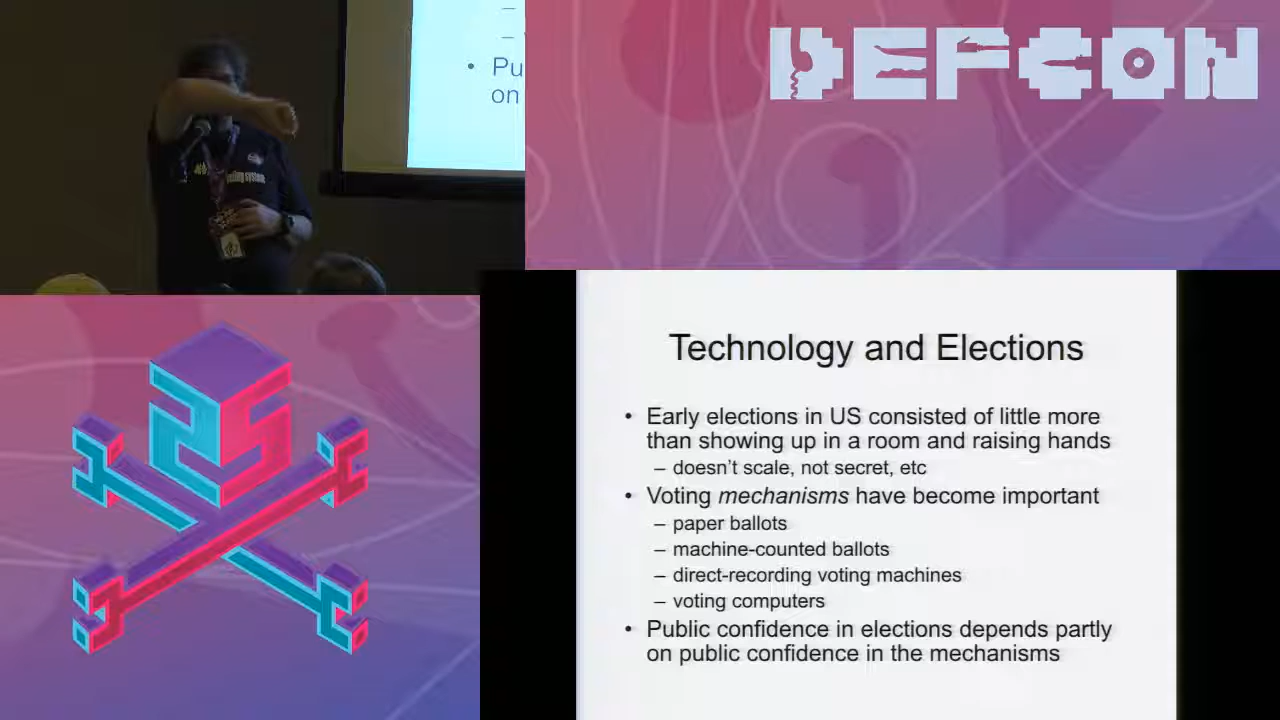 Pu
on
DEFCON
Technology and Elections
• Early elections in US consisted of little more
than showing up in a room and raising hands
– doesn’t scale, not secret, etc
• Voting mechanisms have become important
– paper ballots
– machine-counted ballots
– direct-recording voting machines
– voting computers
• Public confidence in elections depends partly
on public confidence in the mechanisms